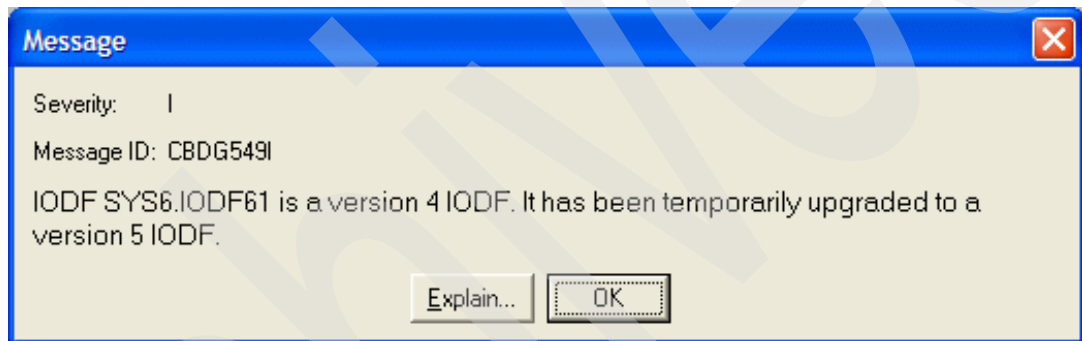 Message
Severity: I
Message ID: CBDG549I
IODF SYS6.IODF61 is a version 4 IODF. It has been temporarily upgraded to a
version 5 IODF.
Explain... OK